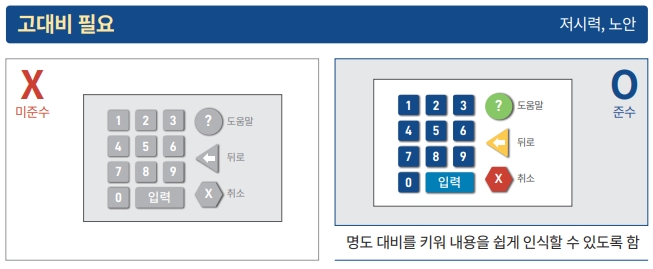 고대비 필요
저시력, 노안
X
미준수
1 2 3 ? 도움말
4 5 6 뒤로
7 8 9
0 입력 X 취소
O
준수
1 2 3 ? 도움말
4 5 6 뒤로
7 8 9
0 입력 X 취소
명도 대비를 키워 내용을 쉽게 인식할 수 있도록 함